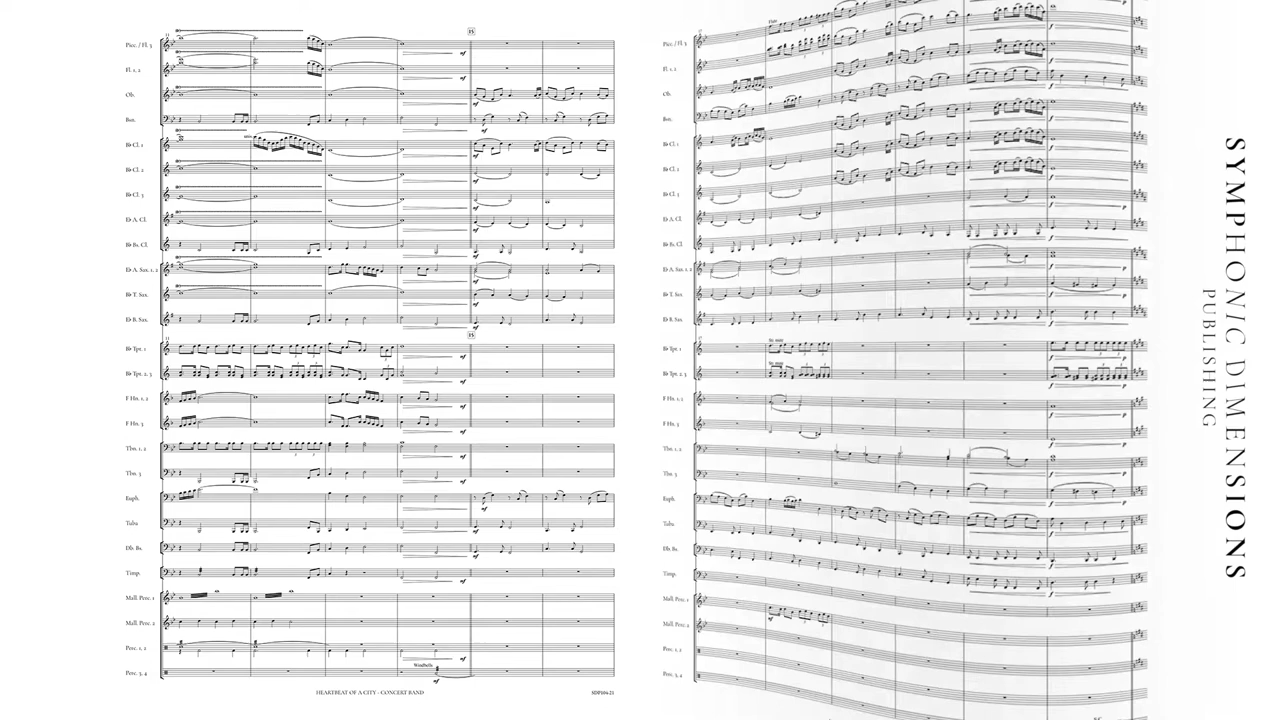 15
Picc. / Fl. 3
Fl. 1, 2
Ob.
Bsn.
B♭ Cl. 1
B♭ Cl. 2
B♭ Cl. 3
E♭ A. Cl.
B♭ Bs. Cl.
E♭ A. Sax. 1, 2
B♭ T. Sax.
E♭ B. Sax.
15
B♭ Tpt. 1
B♭ Tpt. 2, 3
F Hn. 1, 2
F Hn. 3
Tbn. 1, 2
Tbn. 3
Euph.
Tuba
Db. Bs.
Timp.
Mall. Perc. 1
Mall. Perc. 2
Perc. 1, 2
Perc. 3, 4
Windbells
HEARTBEAT OF A CITY - CONCERT BAND
Picc. / Fl. 3
Fl. 1, 2
Ob.
Bsn.
B♭ Cl. 1
B♭ Cl. 2
B♭ Cl. 3
E♭ A. Cl.
B♭ Bs. Cl.
E♭ A. Sax. 1, 2
B♭ T. Sax.
E♭ B. Sax.
B♭ Tpt. 1
B♭ Tpt. 2, 3
F Hn. 1, 2
F Hn. 3
Tbn. 1, 2
Tbn. 3
Euph.
Tuba
Db. Bs.
Timp.
Mall. Perc. 1
Mall. Perc. 2
Perc. 1, 2
Perc. 3, 4
SYMPHONIC DIMENSIONS
PUBLISHING